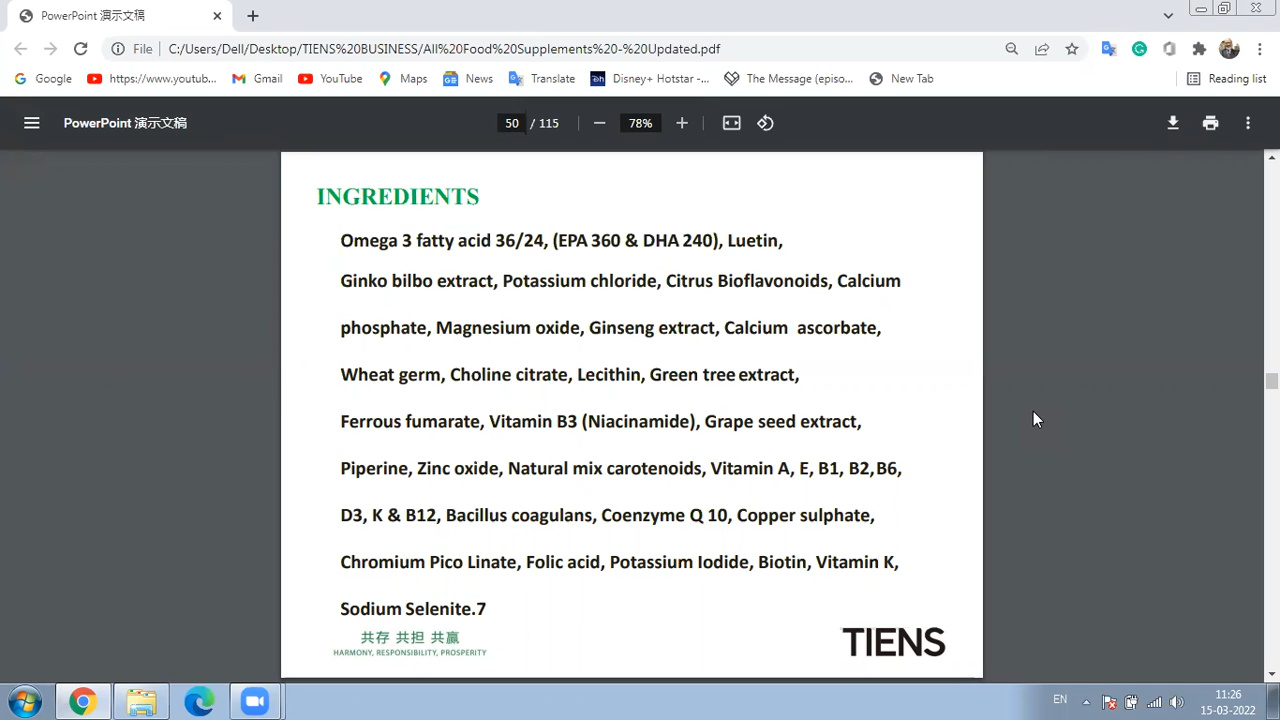 PowerPoint 演示文稿
File
C:/Users/Dell/Desktop/TIENS%20BUSINESS/All%20Food%20Supplements%20-%20Updated.pdf
Google
https://www.youtub...
Gmail
YouTube
Maps
News
Translate
Disney+ Hotstar -...
The Message (episo...
New Tab
Reading list
PowerPoint 演示文稿
50 / 115
78%
INGREDIENTS
Omega 3 fatty acid 36/24, (EPA 360 & DHA 240), Luetin,
Ginko bilbo extract, Potassium chloride, Citrus Bioflavonoids, Calcium
phosphate, Magnesium oxide, Ginseng extract, Calcium ascorbate,
Wheat germ, Choline citrate, Lecithin, Green tree extract,
Ferrous fumarate, Vitamin B3 (Niacinamide), Grape seed extract,
Piperine, Zinc oxide, Natural mix carotenoids, Vitamin A, E, B1, B2,B6,
D3, K & B12, Bacillus coagulans, Coenzyme Q 10, Copper sulphate,
Chromium Pico Linate, Folic acid, Potassium Iodide, Biotin, Vitamin K,
Sodium Selenite.7
共存 共担 共赢
HARMONY, RESPONSIBILITY, PROSPERITY
TIENS
EN
11:26
15-03-2022